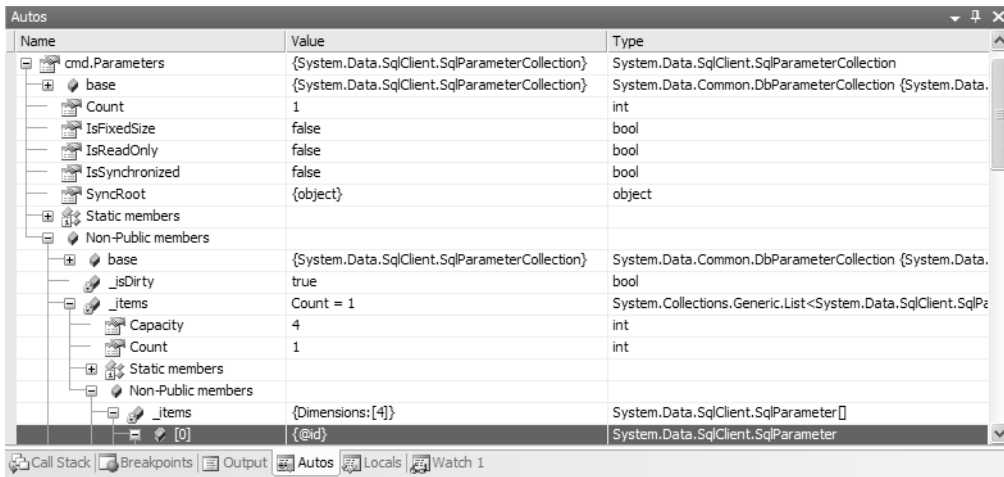 Autos
Name Value Type
cmd.Parameters {System.Data.SqlClient.SqlParameterCollection} System.Data.SqlClient.SqlParameterCollection
base {System.Data.SqlClient.SqlParameterCollection} System.Data.Common.DbParameterCollection {System.Data.
Count 1 int
IsFixedSize false bool
IsReadOnly false bool
IsSynchronized false bool
SyncRoot {object} object
Static members
Non-Public members
base {System.Data.SqlClient.SqlParameterCollection} System.Data.Common.DbParameterCollection {System.Data.
_isDirty true bool
_items Count = 1 System.Collections.Generic.List<System.Data.SqlClient.SqlPa
Capacity 4 int
Count 1 int
Static members
Non-Public members
_items {Dimensions:[4]} System.Data.SqlClient.SqlParameter[]
[0] {@id} System.Data.SqlClient.SqlParameter
Call Stack Breakpoints Output Autos Locals Watch 1